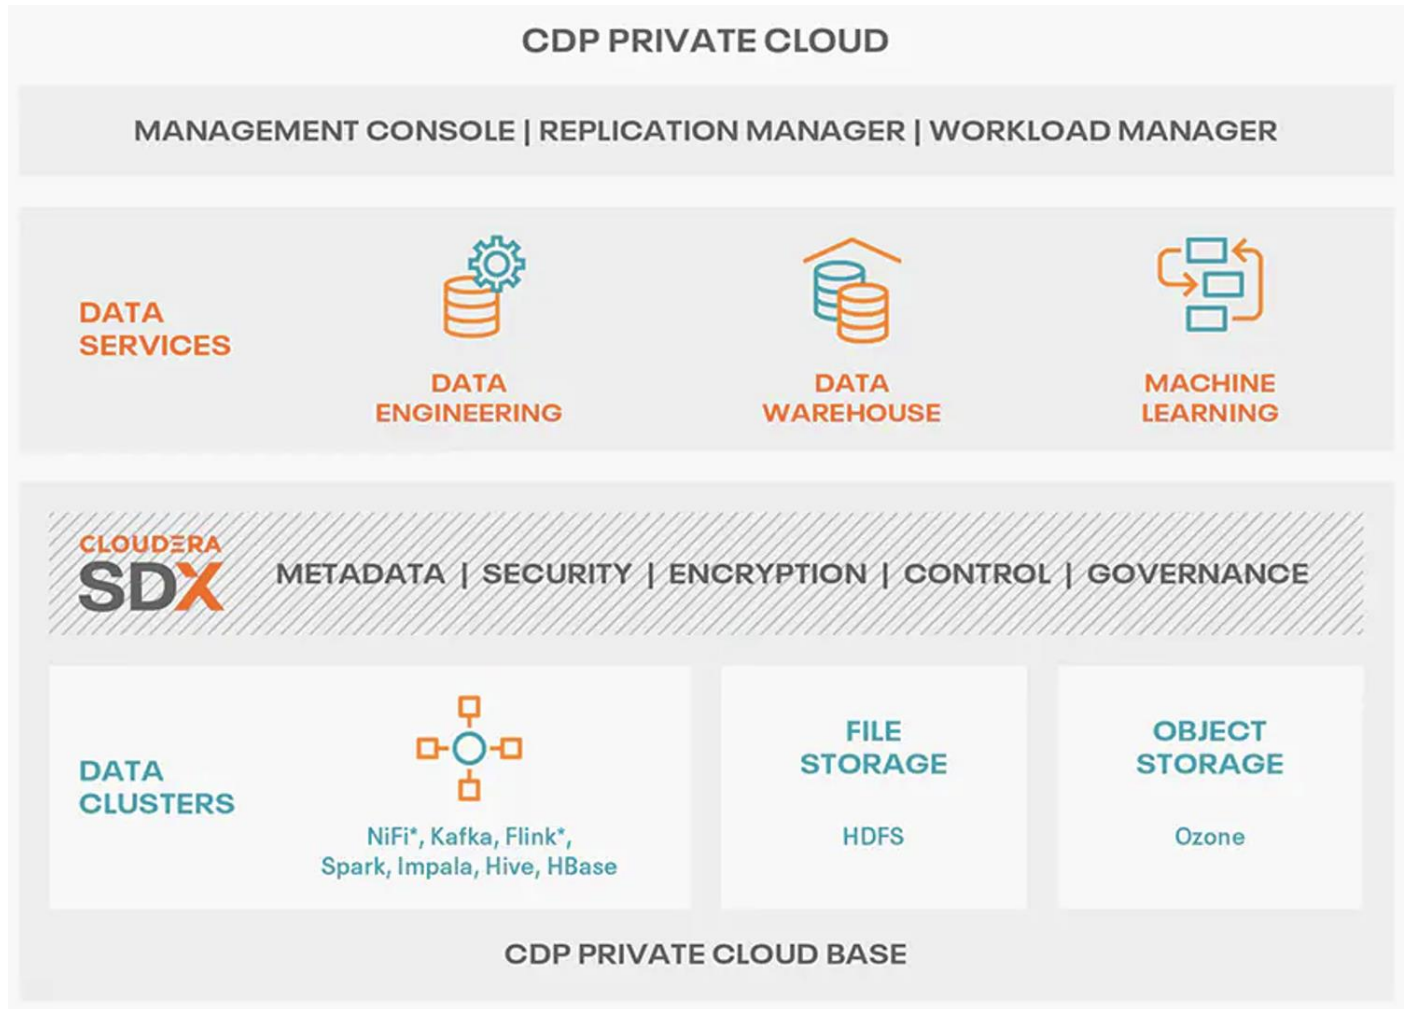 CDP PRIVATE CLOUD
MANAGEMENT CONSOLE | REPLICATION MANAGER | WORKLOAD MANAGER
DATA
SERVICES
DATA
ENGINEERING
DATA
WAREHOUSE
MACHINE
LEARNING
CLOUDERA
SDX
METADATA | SECURITY | ENCRYPTION | CONTROL | GOVERNANCE
DATA
CLUSTERS
NiFi*, Kafka, Flink*,
Spark, Impala, Hive, HBase
FILE
STORAGE
HDFS
OBJECT
STORAGE
Ozone
CDP PRIVATE CLOUD BASE